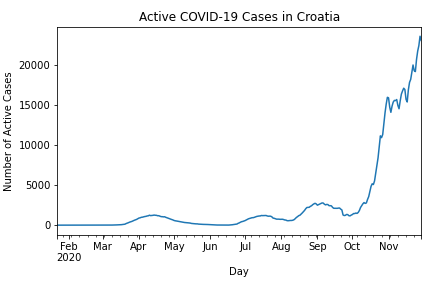 Active COVID-19 Cases in Croatia
Number of Active Cases
20000
15000
10000
5000
0
Feb Mar Apr May Jun Jul Aug Sep Oct Nov
2020
Day